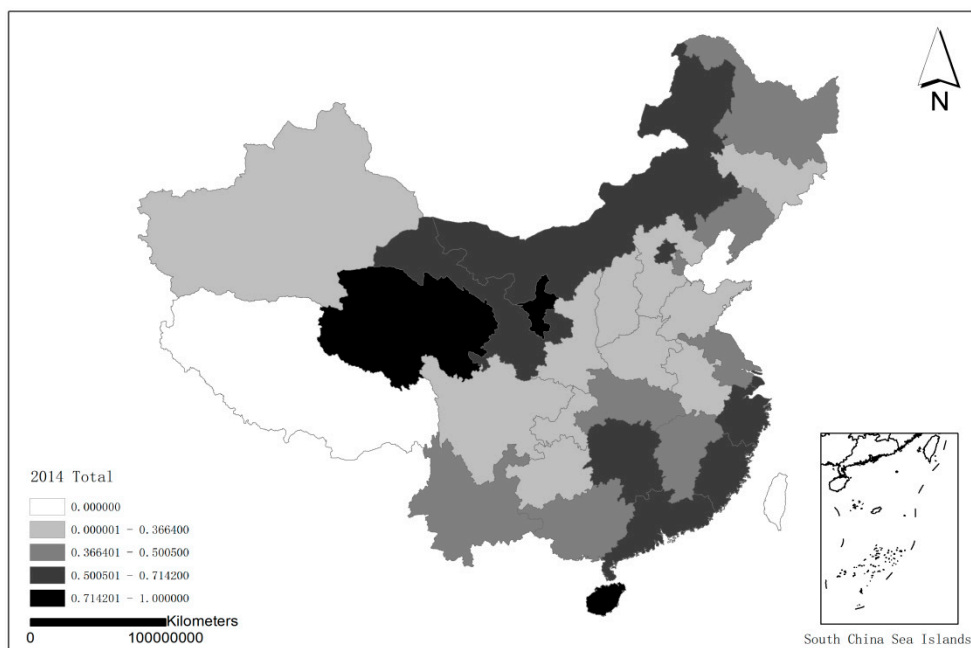 N
2014 Total
0.000000
0.000001 - 0.366400
0.366401 - 0.500500
0.500501 - 0.714200
0.714201 - 1.000000
Kilometers
0 100000000
South China Sea Islands